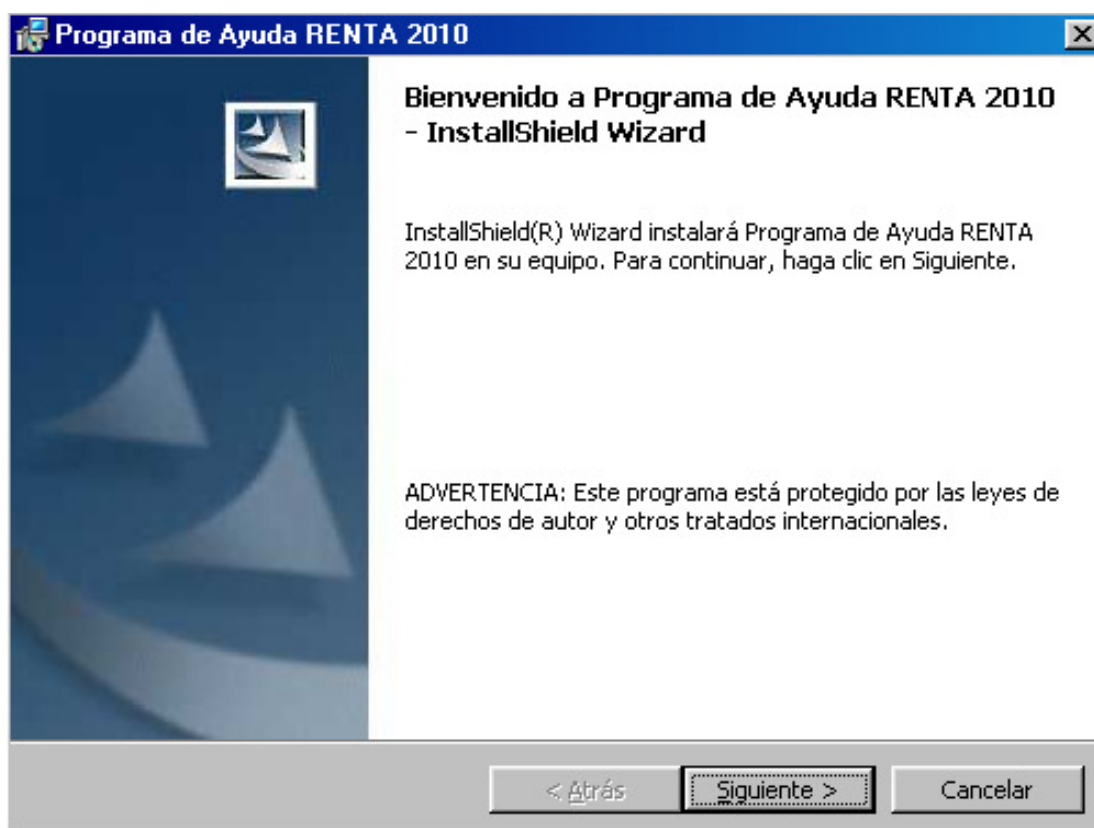 Programa de Ayuda RENTA 2010
Bienvenido a Programa de Ayuda RENTA 2010
- InstallShield Wizard
InstallShield(R) Wizard instalará Programa de Ayuda RENTA
2010 en su equipo. Para continuar, haga clic en Siguiente.
ADVERTENCIA: Este programa está protegido por las leyes de
derechos de autor y otros tratados internacionales.
< Atrás
Siguiente >
Cancelar